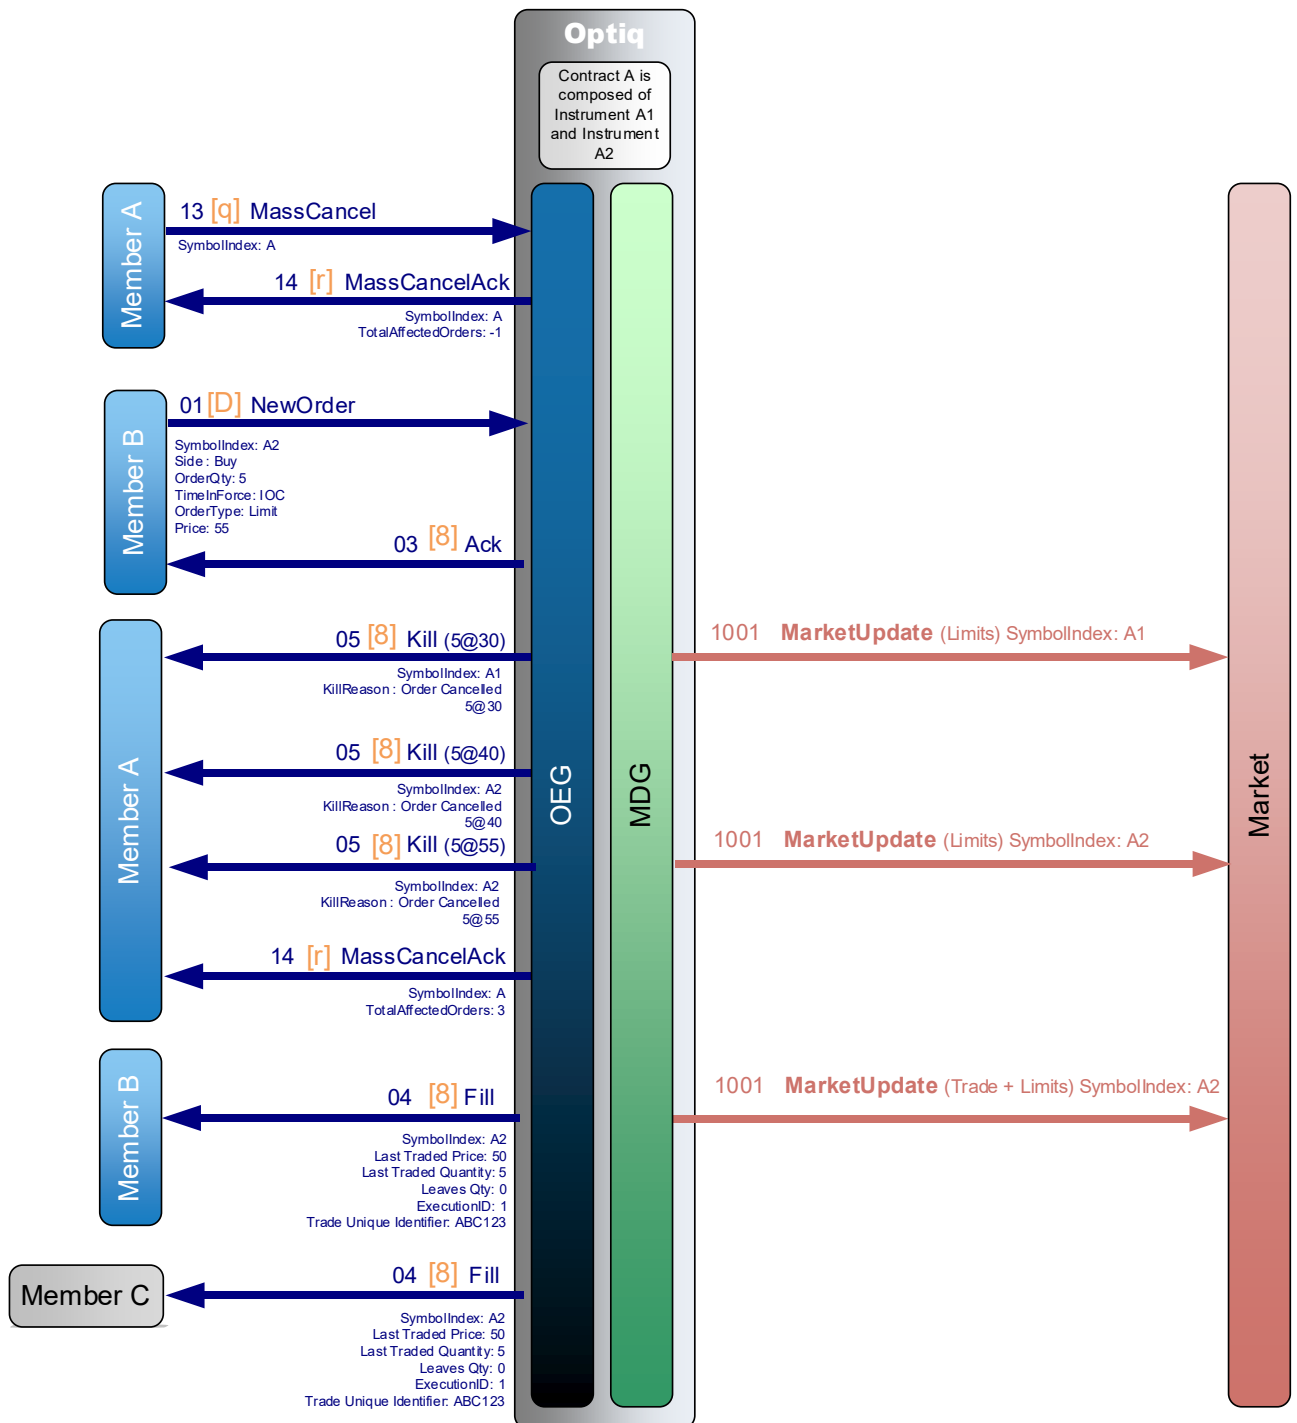 Optiq
Contract A is
composed of
Instrument A1
and Instrument
A2
Member A
13 [q] MassCancel
SymbolIndex: A
14 [r] MassCancelAck
SymbolIndex: A
TotalAffectedOrders: -1
Member B
01 [D] NewOrder
SymbolIndex: A2
Side : Buy
OrderQty: 5
TimeInForce: IOC
OrderType: Limit
Price: 55
03 [8] Ack
Member A
05 [8] Kill (5@30)
SymbolIndex: A1
KillReason : Order Cancelled
5@30
1001 MarketUpdate (Limits) SymbolIndex: A1
05 [8] Kill (5@40)
SymbolIndex: A2
KillReason : Order Cancelled
5@40
OEG
MDG
Market
05 [8] Kill (5@55)
SymbolIndex: A2
KillReason : Order Cancelled
5@55
1001 MarketUpdate (Limits) SymbolIndex: A2
14 [r] MassCancelAck
SymbolIndex: A
TotalAffectedOrders: 3
Member B
04 [8] Fill
SymbolIndex: A2
Last Traded Price: 50
Last Traded Quantity: 5
Leaves Qty: 0
ExecutionID: 1
Trade Unique Identifier: ABC123
1001 MarketUpdate (Trade + Limits) SymbolIndex: A2
Member C
04 [8] Fill
SymbolIndex: A2
Last Traded Price: 50
Last Traded Quantity: 5
Leaves Qty: 0
ExecutionID: 1
Trade Unique Identifier: ABC123